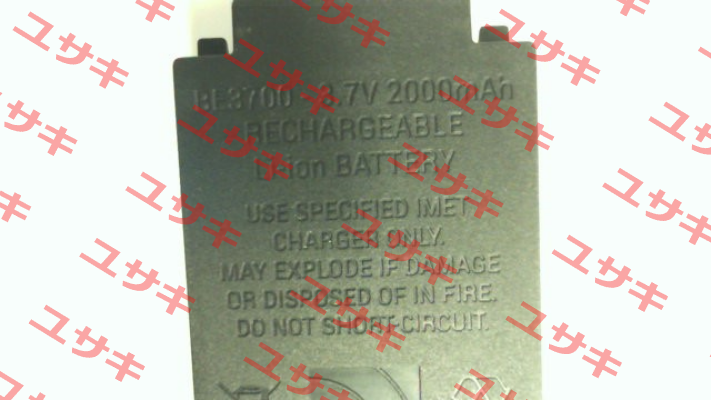 BL3700 3.7V 2000mAh
RECHARGEABLE
Li-ion BATTERY
USE SPECIFIED IMET
CHARGER ONLY.
MAY EXPLODE IF DAMAGE
OR DISPOSED OF IN FIRE.
DO NOT SHORT-CIRCUIT.
ユサキ